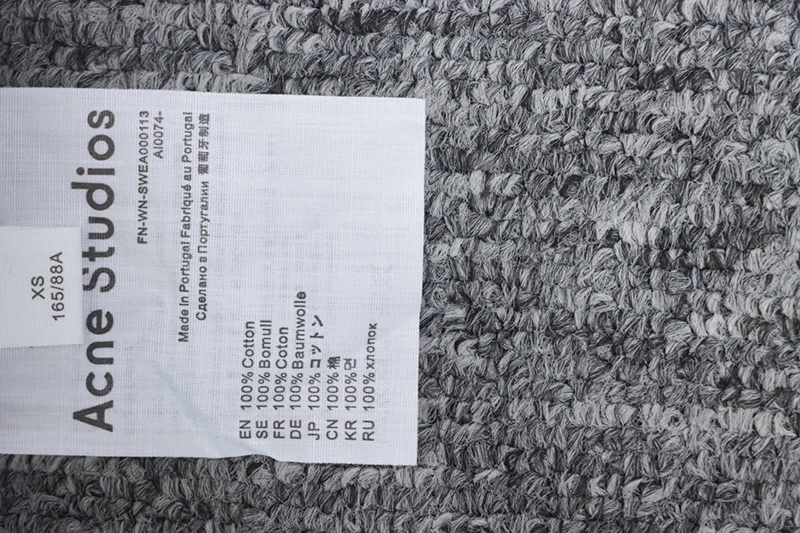 XS
165/88A
Acne Studios
FN-WN-SWEA000113
AI0074-
Made in Portugal Fabriqué au Portugal
Сделано в Португалии 葡萄牙制造
EN 100% Cotton
SE 100% Bomull
FR 100% Coton
DE 100% Baumwolle
JP 100% コットン
CN 100% 棉
KR 100% 면
RU 100% хлопок